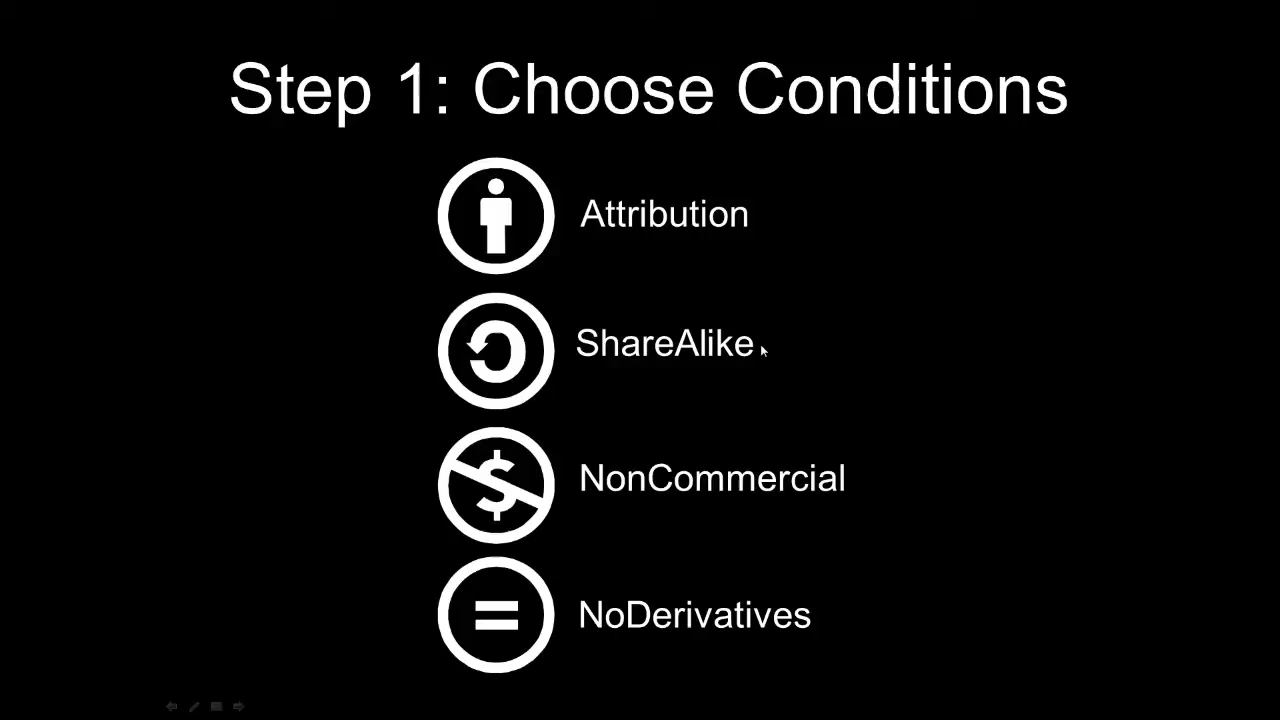 Step 1: Choose Conditions
Attribution
ShareAlike
NonCommercial
NoDerivatives